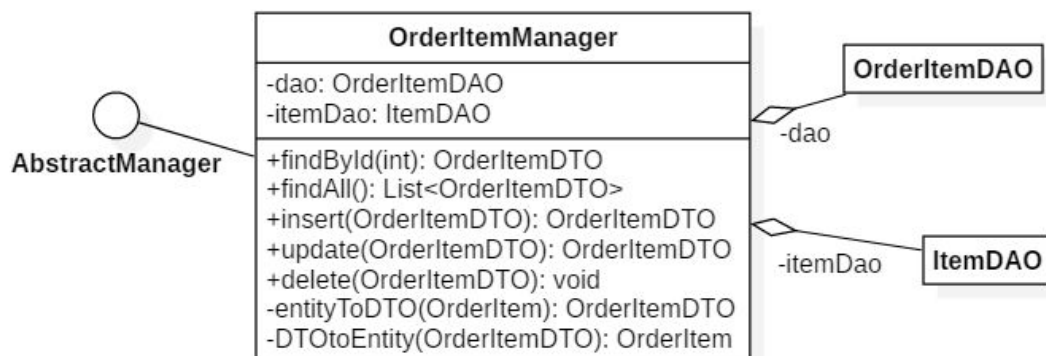 OrderItemManager
-dao: OrderItemDAO
-itemDao: ItemDAO
+findById(int): OrderItemDTO
+findAll(): List<OrderItemDTO>
+insert(OrderItemDTO): OrderItemDTO
+update(OrderItemDTO): OrderItemDTO
+delete(OrderItemDTO): void
-entityToDTO(OrderItem): OrderItemDTO
-DTOtoEntity(OrderItemDTO): OrderItem
AbstractManager
OrderItemDAO
-dao
-itemDao
ItemDAO